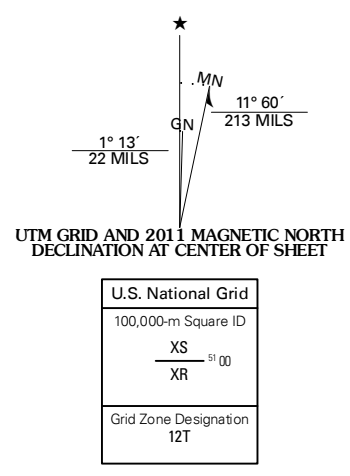 ★
MN
GN
11° 60´
213 MILS
1° 13´
22 MILS
UTM GRID AND 2011 MAGNETIC NORTH
DECLINATION AT CENTER OF SHEET
U.S. National Grid
100,000-m Square ID
XS
51 00
XR
Grid Zone Designation
12T